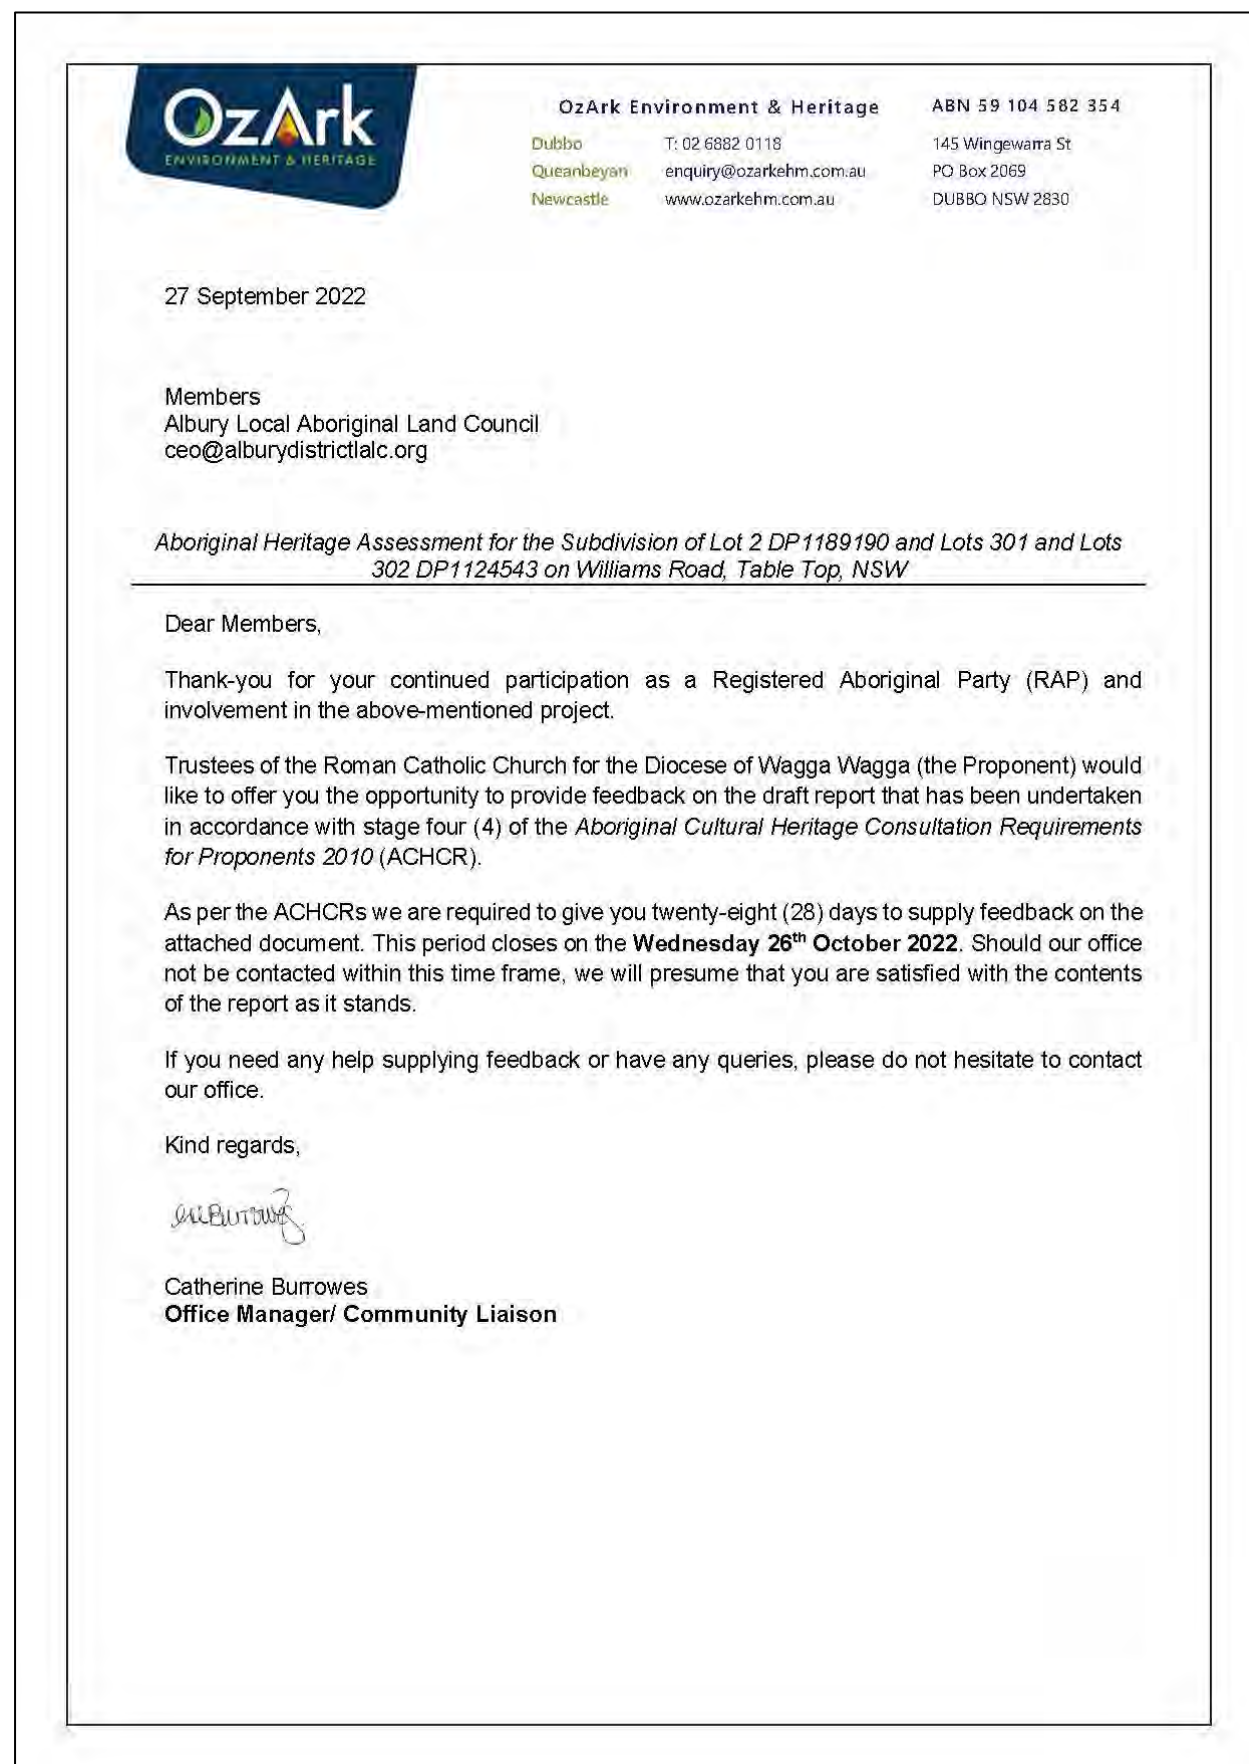 OzArk
ENVIRONMENT & HERITAGE
OzArk Environment & Heritage
ABN 59 104 582 354
Dubbo
T: 02 6882 0118
145 Wingewarra St
Queanbeyan
enquiry@ozarkehm.com.au
PO Box 2069
Newcastle
www.ozarkehm.com.au
DUBBO NSW 2830
27 September 2022
Members
Albury Local Aboriginal Land Council
ceo@alburydistrictlalc.org
Aboriginal Heritage Assessment for the Subdivision of Lot 2 DP1189190 and Lots 301 and Lots
302 DP1124543 on Williams Road, Table Top, NSW
Dear Members,
Thank-you for your continued participation as a Registered Aboriginal Party (RAP) and
involvement in the above-mentioned project.
Trustees of the Roman Catholic Church for the Diocese of Wagga Wagga (the Proponent) would
like to offer you the opportunity to provide feedback on the draft report that has been undertaken
in accordance with stage four (4) of the Aboriginal Cultural Heritage Consultation Requirements
for Proponents 2010 (ACHCR).
As per the ACHCRs we are required to give you twenty-eight (28) days to supply feedback on the
attached document. This period closes on the Wednesday 26th October 2022. Should our office
not be contacted within this time frame, we will presume that you are satisfied with the contents
of the report as it stands.
If you need any help supplying feedback or have any queries, please do not hesitate to contact
our office.
Kind regards,
Catherine Burrowes
Office Manager/ Community Liaison